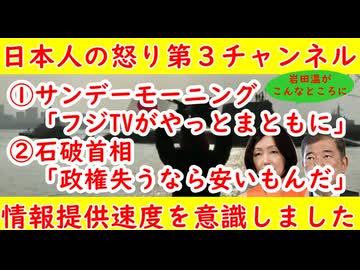 日本人の怒り第3チャンネル
岩田温が
こんなところに
①サンデーモーニング
「フジTVがやっとまともに」
②石破首相
「政権失うなら安いもんだ」
情報提供速度を意識しました